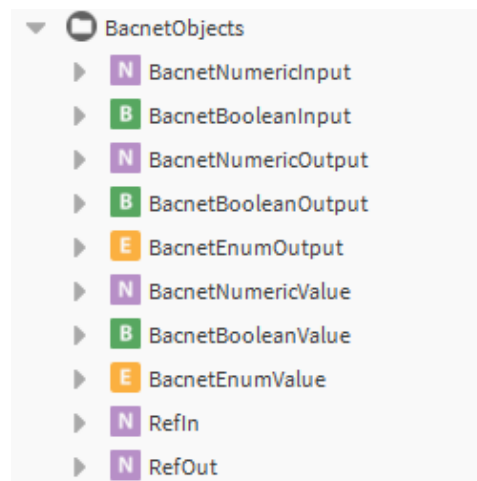 BacnetObjects
N BacnetNumericInput
B BacnetBooleanInput
N BacnetNumericOutput
B BacnetBooleanOutput
E BacnetEnumOutput
N BacnetNumericValue
B BacnetBooleanValue
E BacnetEnumValue
N RefIn
N RefOut